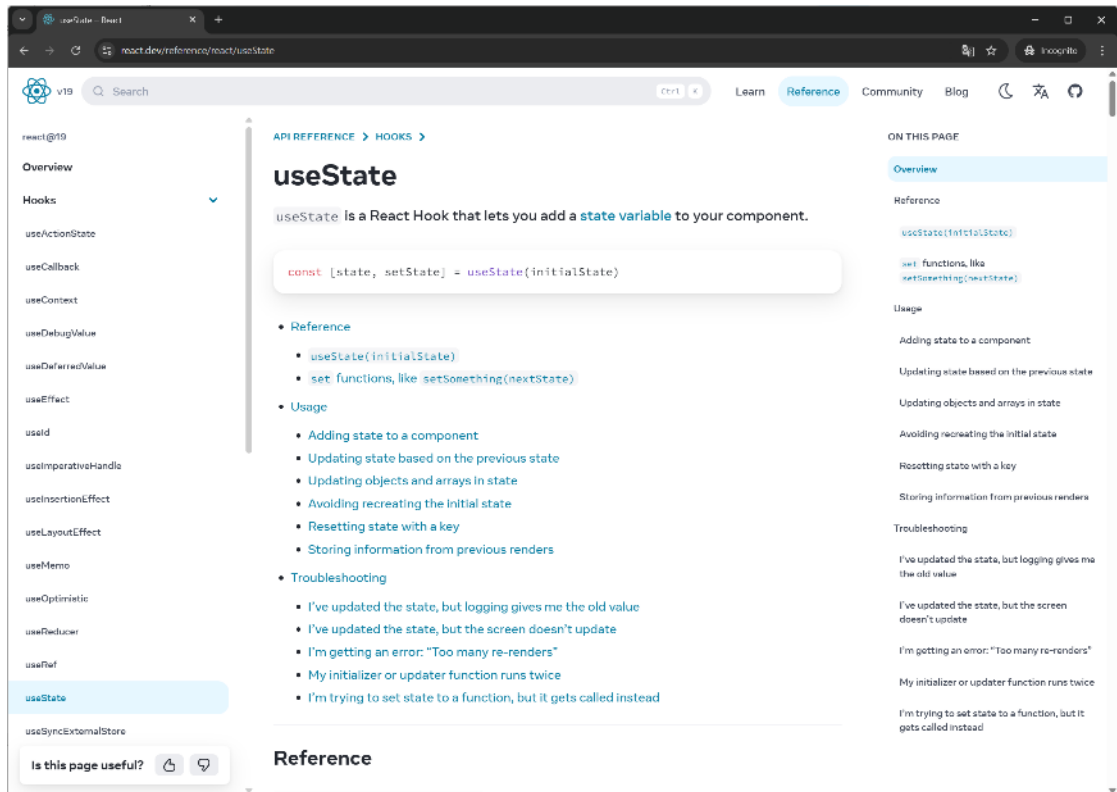 useState – React
react.dev/reference/react/useState
Incognito
v19
Search
Ctrl K
Learn
Reference
Community
Blog
react@19
Overview
Hooks
useActionState
useCallback
useContext
useDebugValue
useDeferredValue
useEffect
useId
useImperativeHandle
useInsertionEffect
useLayoutEffect
useMemo
useOptimistic
useReducer
useRef
useState
useSyncExternalStore
Is this page useful?
API REFERENCE
HOOKS
useState
useState is a React Hook that lets you add a state variable to your component.
const [state, setState] = useState(initialState)
Reference
useState(initialState)
set functions, like setSomething(nextState)
Usage
Adding state to a component
Updating state based on the previous state
Updating objects and arrays in state
Avoiding recreating the initial state
Resetting state with a key
Storing information from previous renders
Troubleshooting
I've updated the state, but logging gives me the old value
I've updated the state, but the screen doesn't update
I'm getting an error: “Too many re-renders”
My initializer or updater function runs twice
I'm trying to set state to a function, but it gets called instead
Reference
ON THIS PAGE
Overview
Reference
useState(initialState)
set functions, like
setSomething(nextState)
Usage
Adding state to a component
Updating state based on the previous state
Updating objects and arrays in state
Avoiding recreating the initial state
Resetting state with a key
Storing information from previous renders
Troubleshooting
I've updated the state, but logging gives me
the old value
I've updated the state, but the screen
doesn't update
I'm getting an error: “Too many re-renders”
My initializer or updater function runs twice
I'm trying to set state to a function, but it
gets called instead